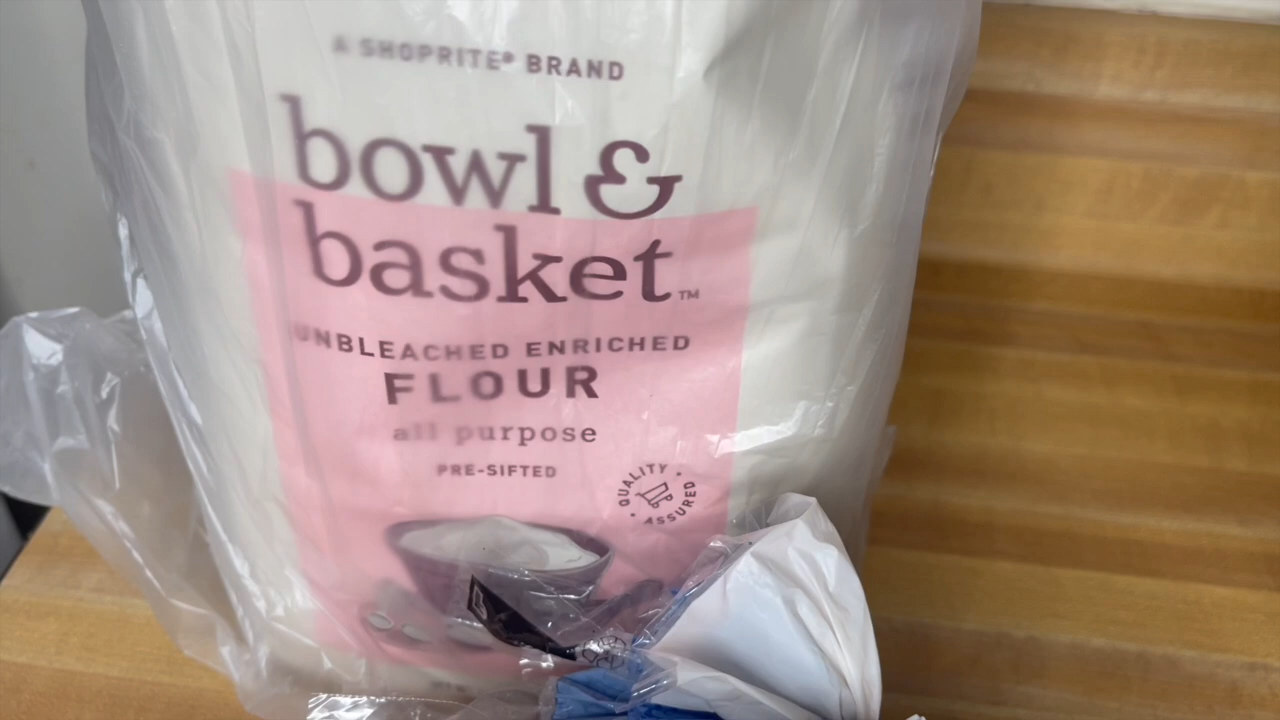 A SHOPRITE® BRAND
bowl &
basket™
UNBLEACHED ENRICHED
FLOUR
all purpose
PRE-SIFTED
QUALITY • ASSURED •